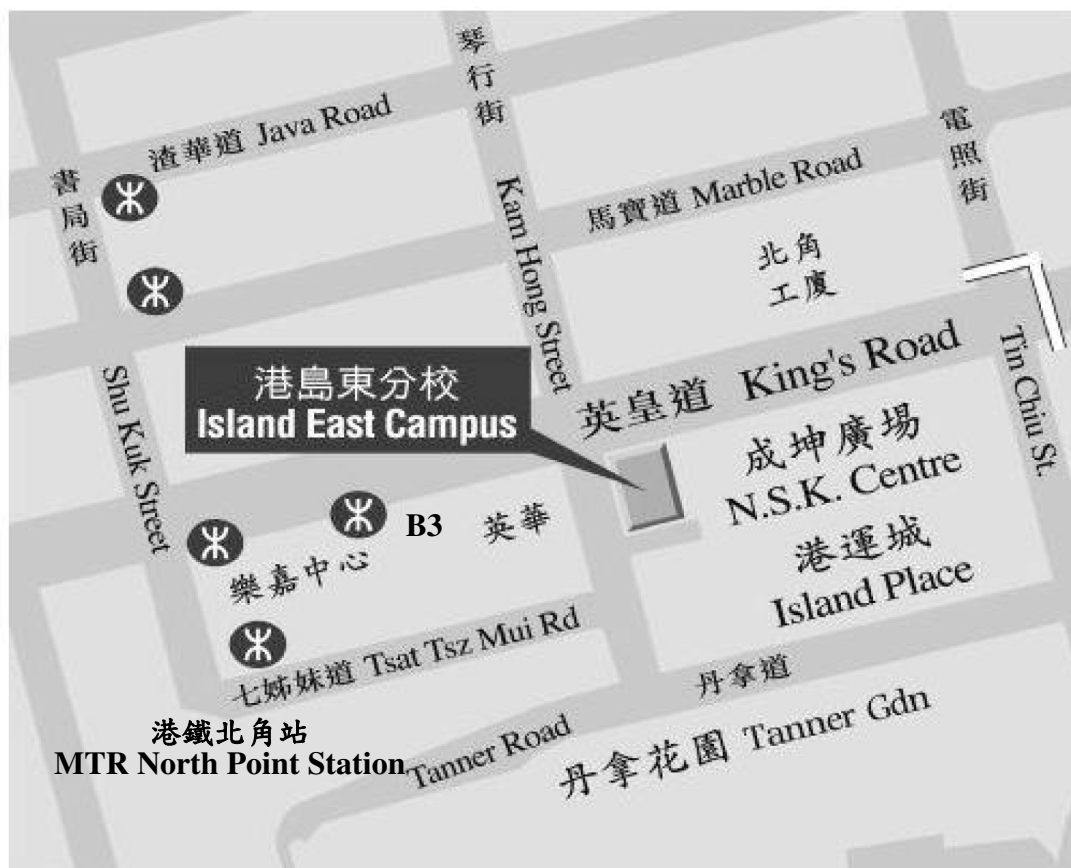 琴行街
渣華道 Java Road
電照街
書局街
Kam Hong Street
馬寶道 Marble Road
北角
工廈
港島東分校
Island East Campus
英皇道 King's Road
Tin Chiu St.
Shu Kuk Street
成坤廣場
N.S.K. Centre
B3
英華
樂嘉中心
港運城
Island Place
七姊妹道 Tsat Tsz Mui Rd
丹拿道
港鐵北角站
MTR North Point Station
Tanner Road
丹拿花園 Tanner Gdn